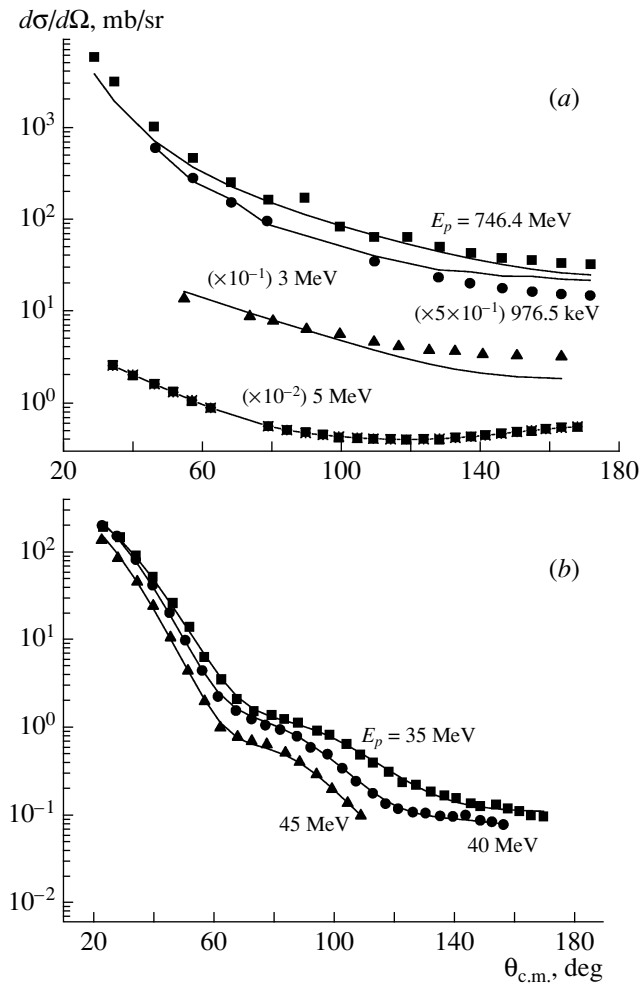 dσ/dΩ, mb/sr
(a)
10³
E_p = 746.4 MeV
10²
(×10⁻¹) 3 MeV
10¹
(×5×10⁻¹) 976.5 keV
(×10⁻²) 5 MeV
10⁰
20 60 100 140 180
10²
(b)
10¹
10⁰
E_p = 35 MeV
10⁻¹
45 MeV
40 MeV
10⁻²
20 60 100 140 180
θ_c.m., deg